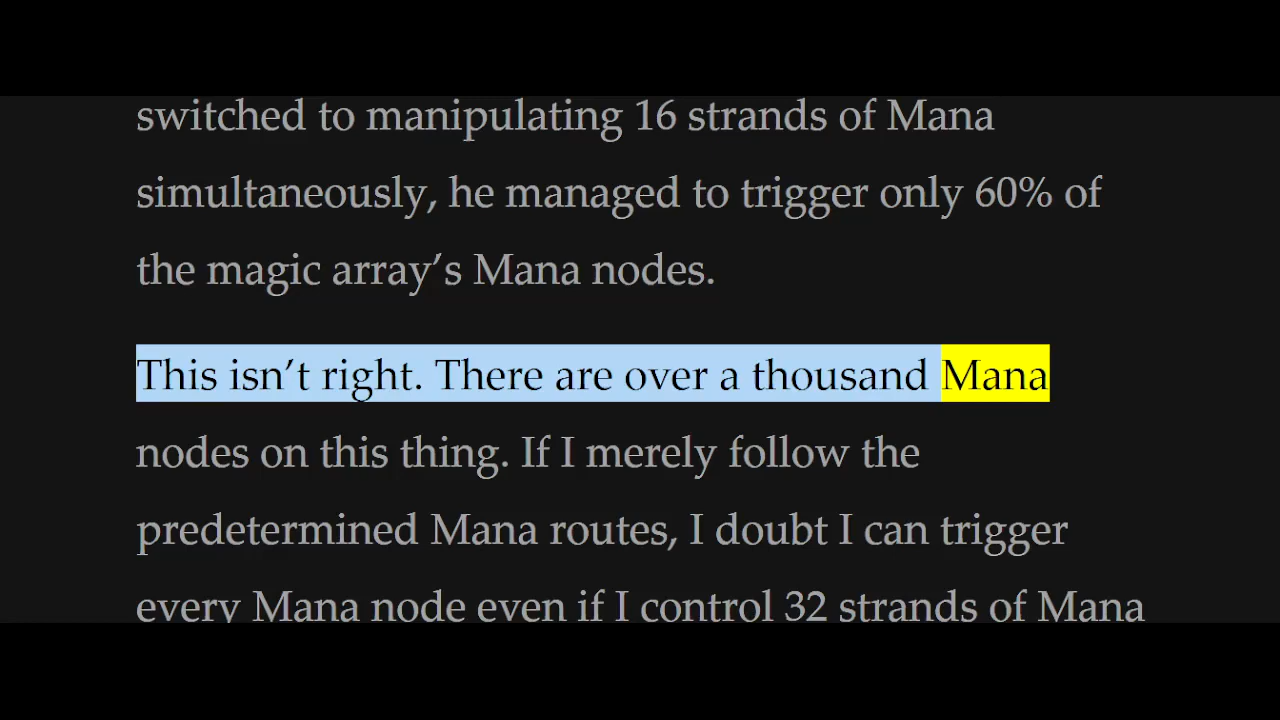 switched to manipulating 16 strands of Mana
simultaneously, he managed to trigger only 60% of
the magic array’s Mana nodes.
This isn’t right. There are over a thousand Mana
nodes on this thing. If I merely follow the
predetermined Mana routes, I doubt I can trigger
every Mana node even if I control 32 strands of Mana